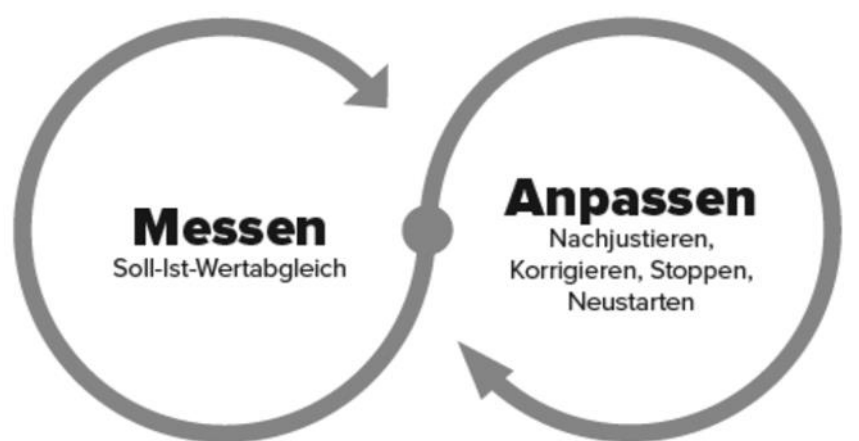 Messen
Soll-Ist-Wertabgleich
Anpassen
Nachjustieren,
Korrigieren, Stoppen,
Neustarten